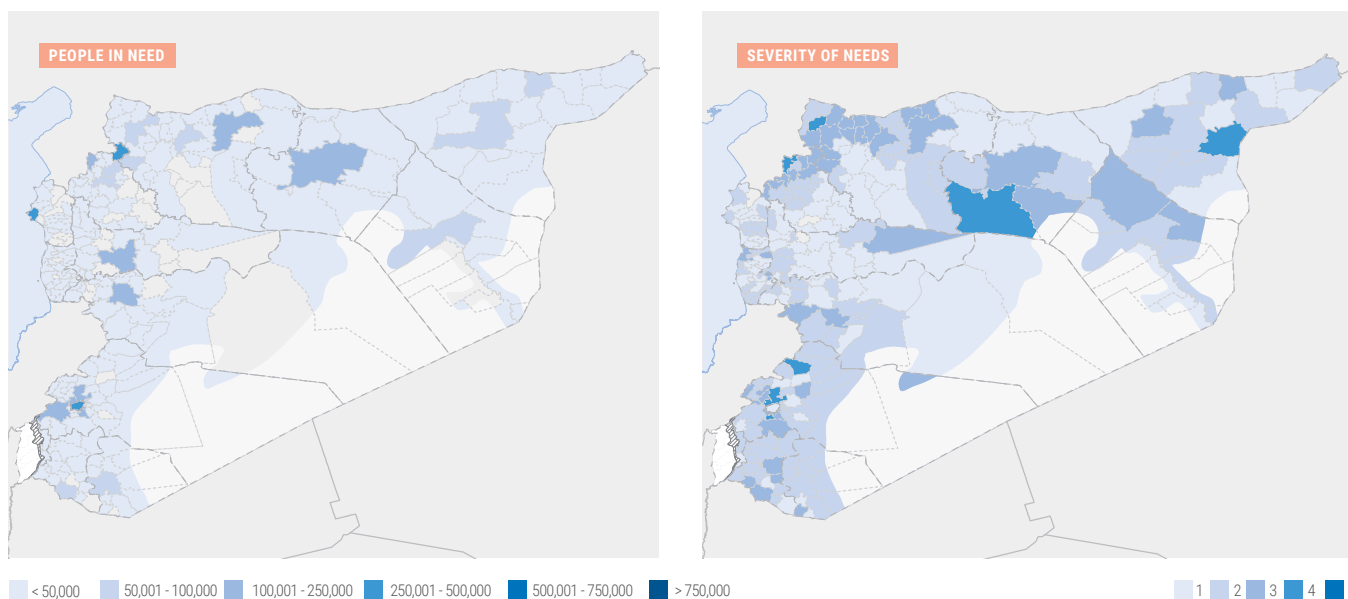 PEOPLE IN NEED
SEVERITY OF NEEDS
< 50,000 50,001 - 100,000 100,001 - 250,000 250,001 - 500,000 500,001 - 750,000 > 750,000
1 2 3 4